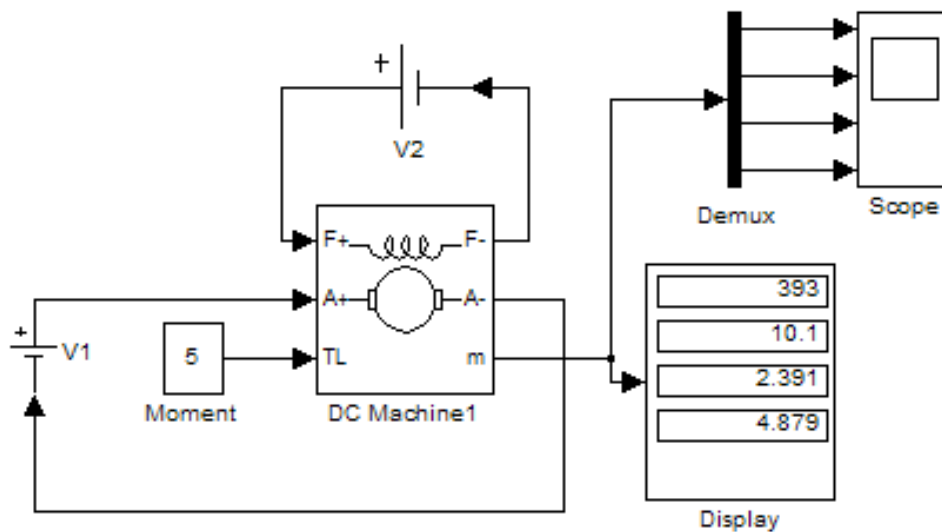 +
V2
Demux
Scope
F+
F-
A+
A-
TL
m
DC Machine1
+
V1
5
Moment
393
10.1
2.391
4.879
Display